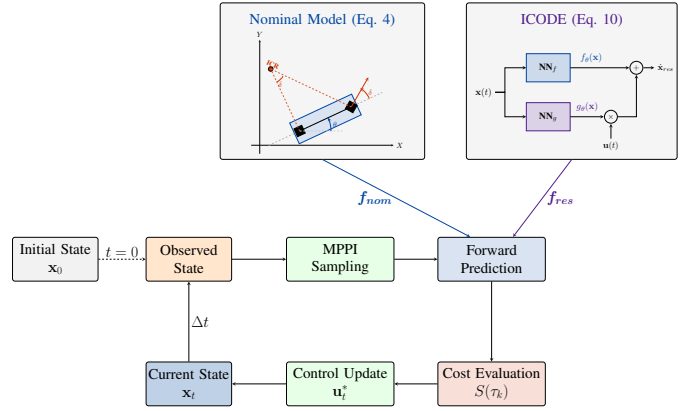 Nominal Model (Eq. 4)
Y
ICR
δ
δ
θ
X
ICODE (Eq. 10)
x(t)
NN_f
f_θ(x)
+
ẋ_res
NN_g
g_θ(x)
×
u(t)
f_nom
f_res
Initial State
x_0
t = 0
Observed
State
MPPI
Sampling
Forward
Prediction
Δt
Current State
x_t
Control Update
u_t^*
Cost Evaluation
S(τ_k)